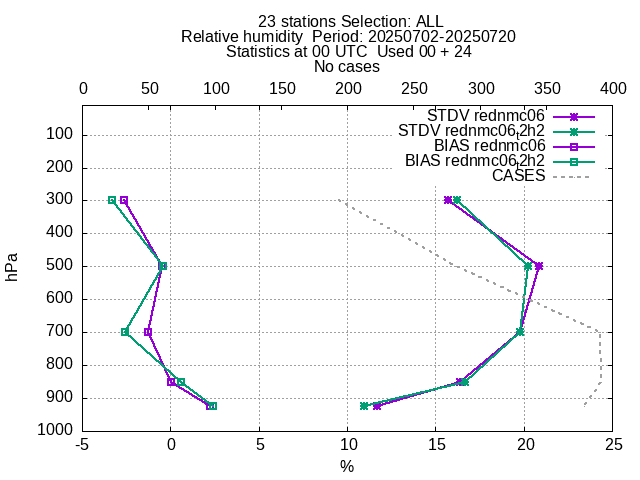 23 stations Selection: ALL
Relative humidity  Period: 20250702-20250720
Statistics at 00 UTC  Used 00 + 24
No cases
0 50 100 150 200 250 300 350 400
STDV rednmc06
STDV rednmc06t2h2
BIAS rednmc06
BIAS rednmc06t2h2
CASES
100
200
300
400
500
600
700
800
900
1000
hPa
-5 0 5 10 15 20 25
%